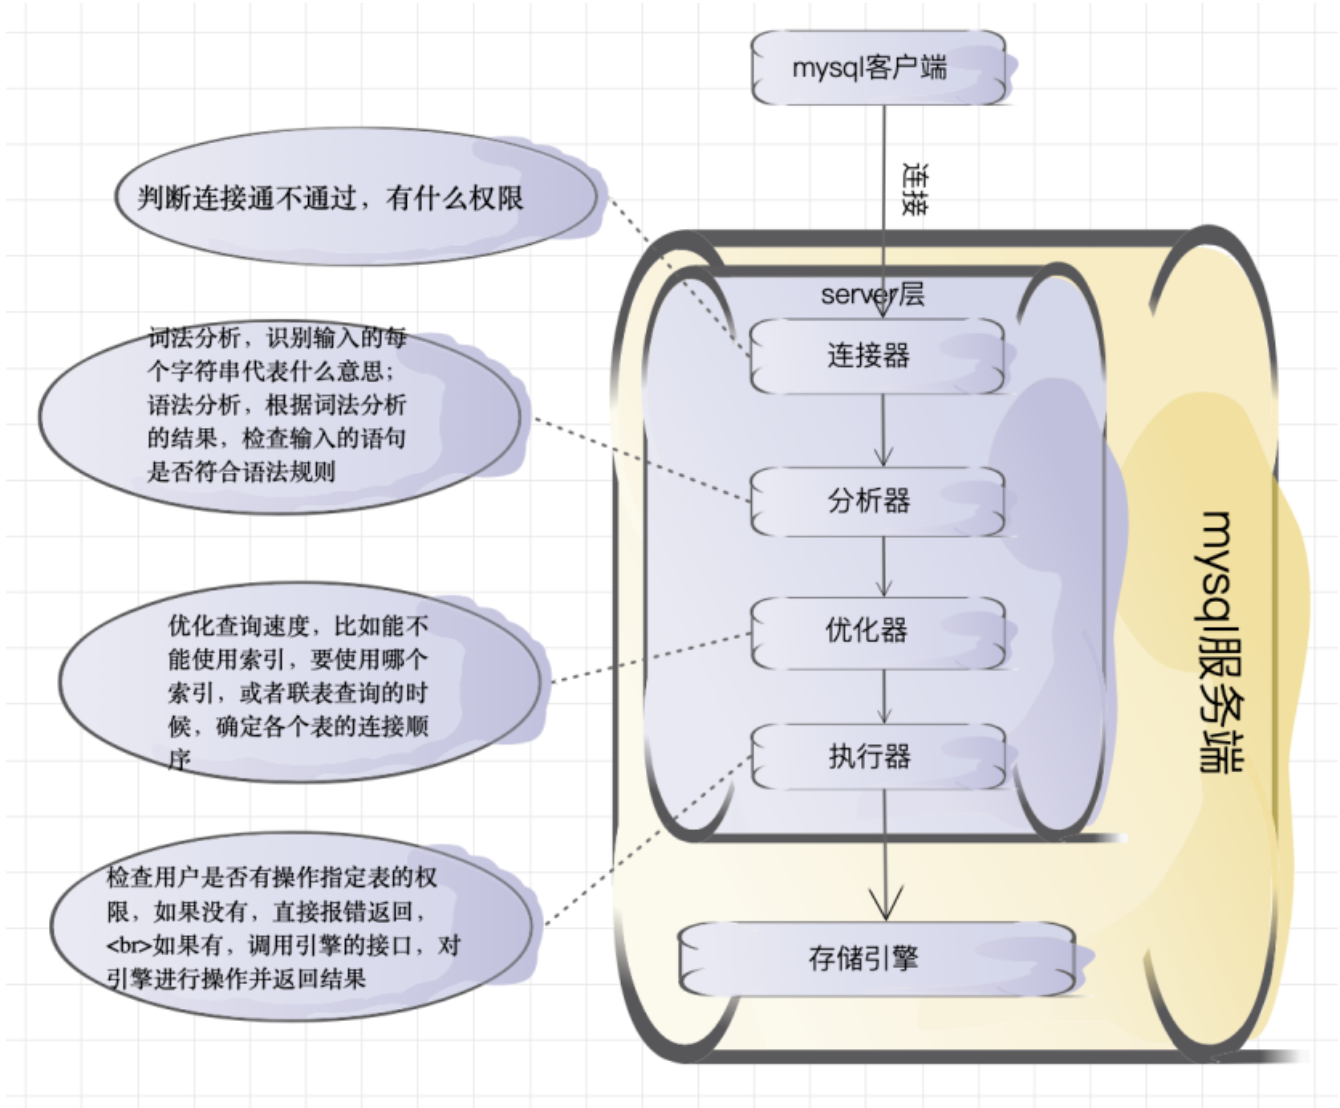 mysql客户端
连接
判断连接通不通过，有什么权限
server层
连接器
词法分析，识别输入的每
个字符串代表什么意思；
语法分析，根据词法分析
的结果，检查输入的语句
是否符合语法规则
分析器
优化查询速度，比如能不
能使用索引，要使用哪个
索引，或者联表查询的时
候，确定各个表的连接顺
序
优化器
执行器
检查用户是否有操作指定表的权
限，如果没有，直接报错返回，
<br>如果有，调用引擎的接口，对
引擎进行操作并返回结果
存储引擎
mysql服务端